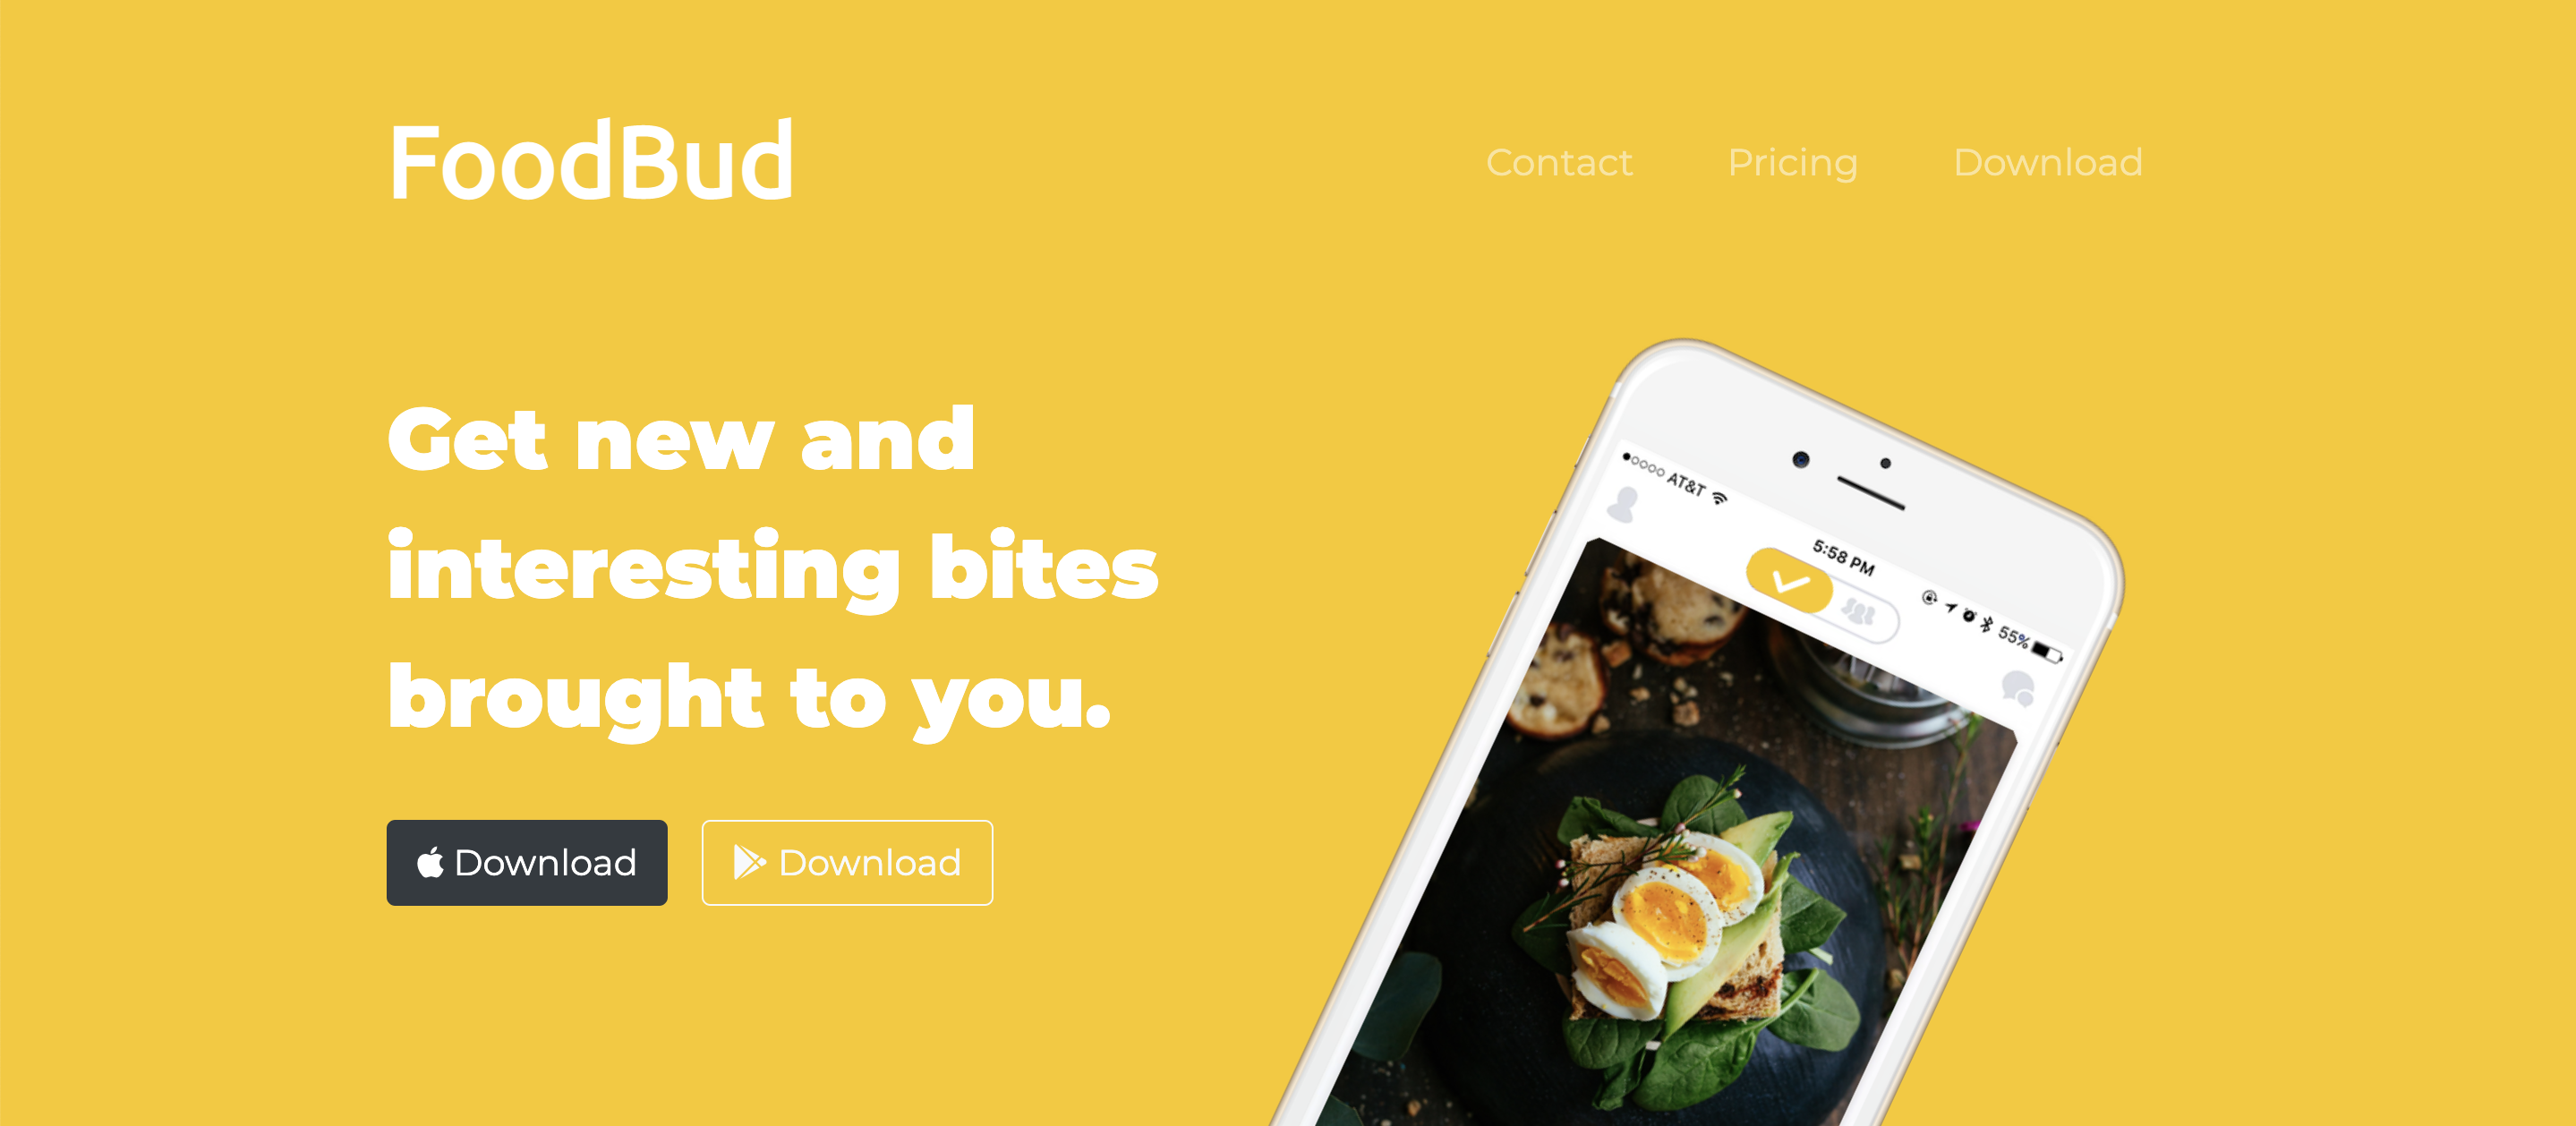 FoodBud
Contact
Pricing
Download
Get new and
interesting bites
brought to you.
Download
Download
AT&T
5:58 PM
55%